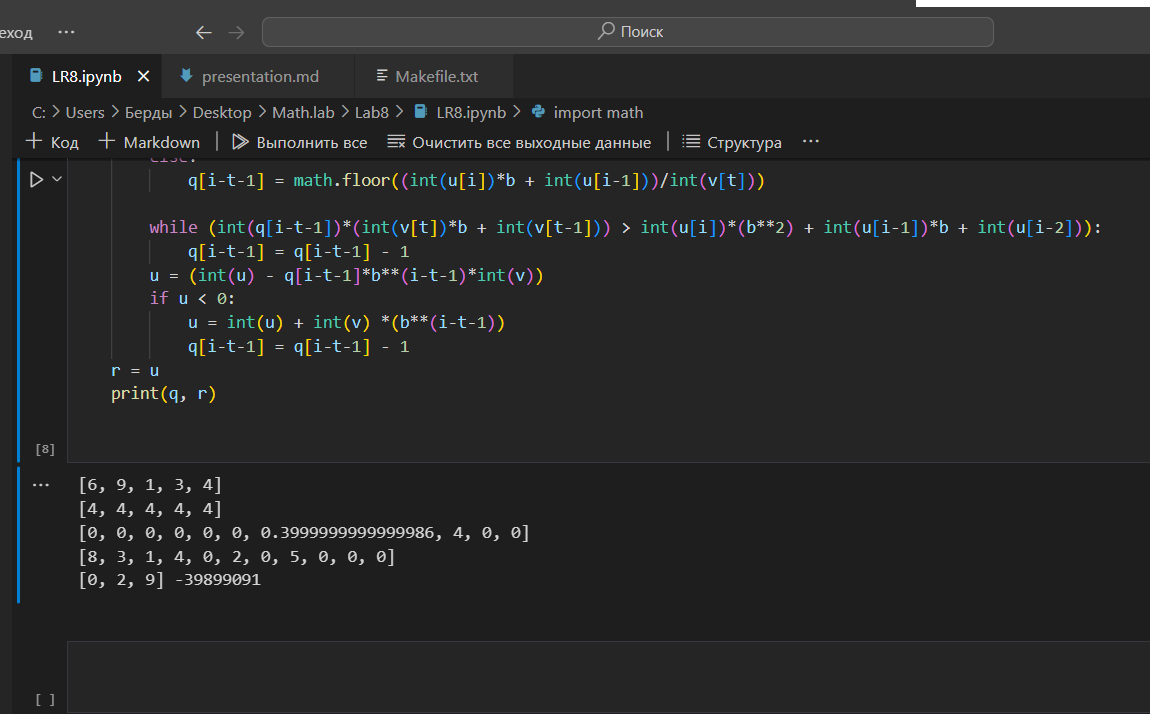 еход ··· Поиск
LR8.ipynb presentation.md Makefile.txt
C: > Users > Берды > Desktop > Math.lab > Lab8 > LR8.ipynb > import math
+ Код + Markdown | Выполнить все Очистить все выходные данные | Структура ···
else:
q[i-t-1] = math.floor((int(u[i])*b + int(u[i-1]))/int(v[t]))
while (int(q[i-t-1])*(int(v[t])*b + int(v[t-1])) > int(u[i])*(b**2) + int(u[i-1])*b + int(u[i-2])):
q[i-t-1] = q[i-t-1] - 1
u = (int(u) - q[i-t-1]*b**(i-t-1)*int(v))
if u < 0:
u = int(u) + int(v) *(b**(i-t-1))
q[i-t-1] = q[i-t-1] - 1
r = u
print(q, r)
[8]
··· [6, 9, 1, 3, 4]
[4, 4, 4, 4, 4]
[0, 0, 0, 0, 0, 0, 0.3999999999999986, 4, 0, 0]
[8, 3, 1, 4, 0, 2, 0, 5, 0, 0, 0]
[0, 2, 9] -39899091
[ ]